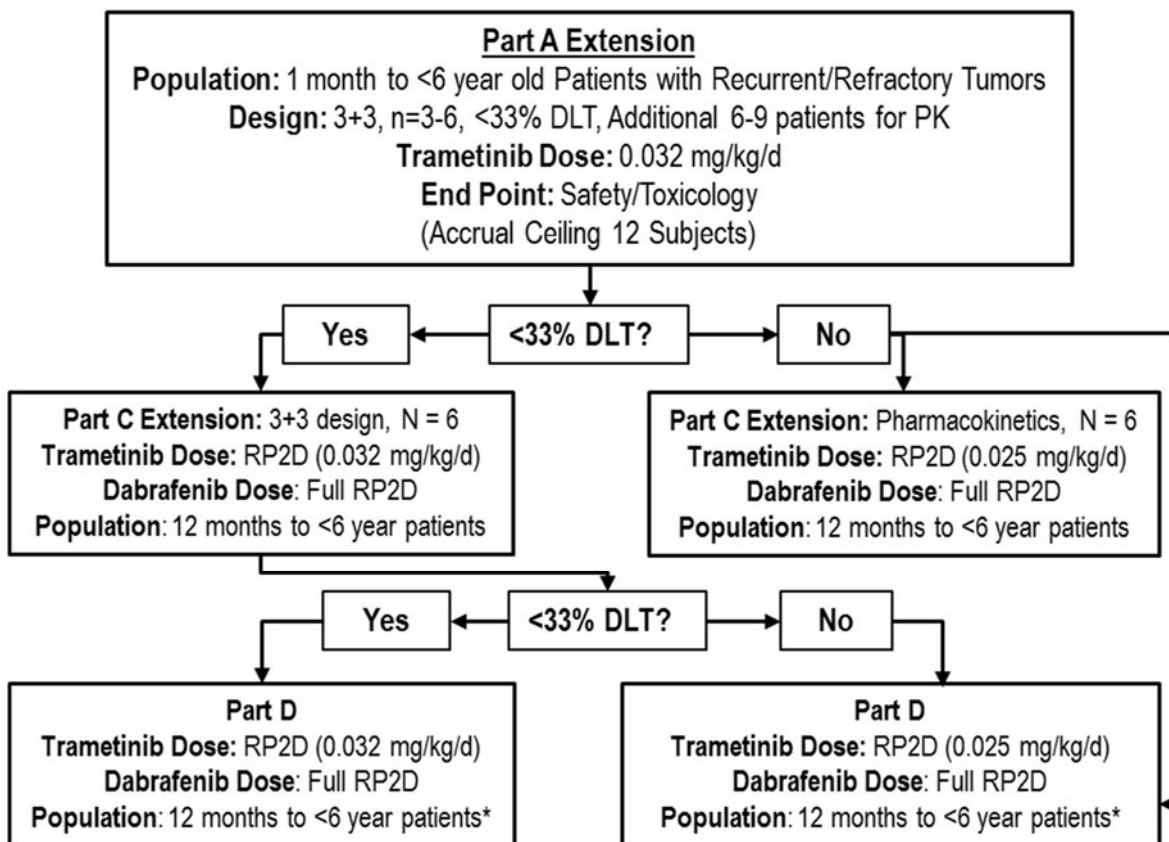 Part A Extension
Population: 1 month to <6 year old Patients with Recurrent/Refractory Tumors
Design: 3+3, n=3-6, <33% DLT, Additional 6-9 patients for PK
Trametinib Dose: 0.032 mg/kg/d
End Point: Safety/Toxicology
(Accrual Ceiling 12 Subjects)
Yes
<33% DLT?
No
Part C Extension: 3+3 design, N = 6
Trametinib Dose: RP2D (0.032 mg/kg/d)
Dabrafenib Dose: Full RP2D
Population: 12 months to <6 year patients
Part C Extension: Pharmacokinetics, N = 6
Trametinib Dose: RP2D (0.025 mg/kg/d)
Dabrafenib Dose: Full RP2D
Population: 12 months to <6 year patients
Yes
<33% DLT?
No
Part D
Trametinib Dose: RP2D (0.032 mg/kg/d)
Dabrafenib Dose: Full RP2D
Population: 12 months to <6 year patients*
Part D
Trametinib Dose: RP2D (0.025 mg/kg/d)
Dabrafenib Dose: Full RP2D
Population: 12 months to <6 year patients*